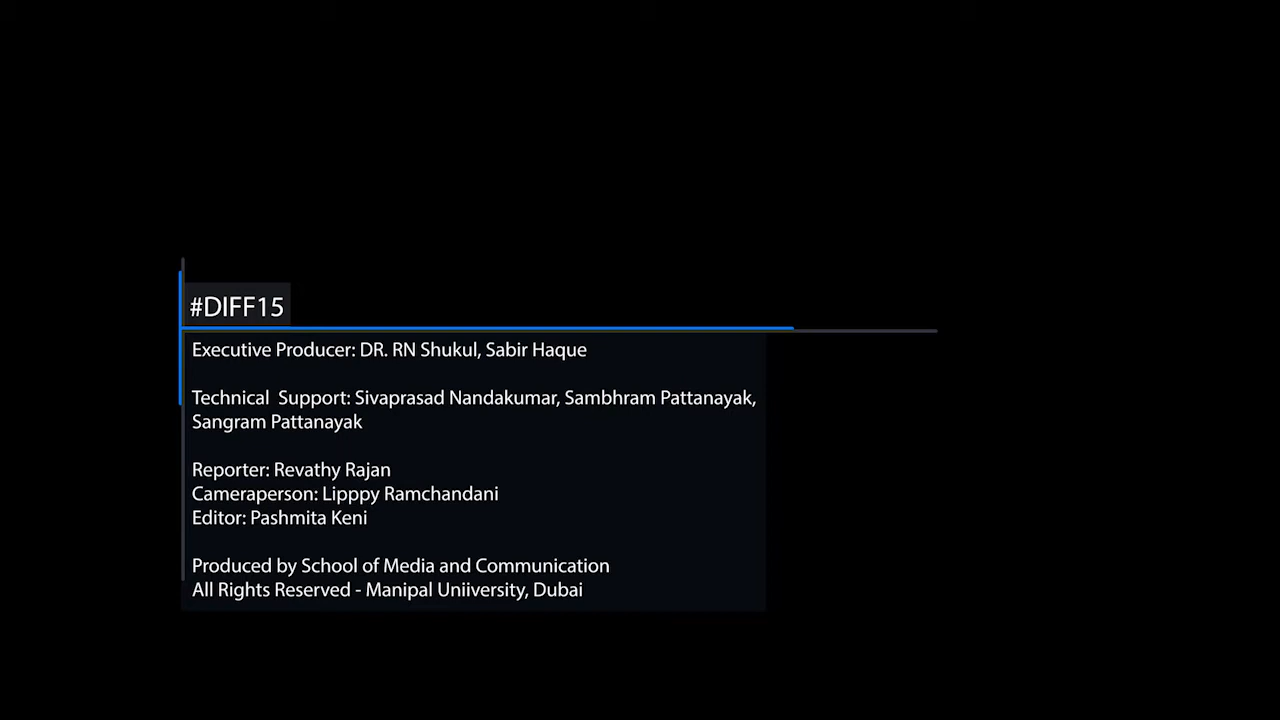 #DIFF15
Executive Producer: DR. RN Shukul, Sabir Haque
Technical  Support: Sivaprasad Nandakumar, Sambhram Pattanayak,
Sangram Pattanayak
Reporter: Revathy Rajan
Cameraperson: Lipppy Ramchandani
Editor: Pashmita Keni
Produced by School of Media and Communication
All Rights Reserved - Manipal Uniiversity, Dubai